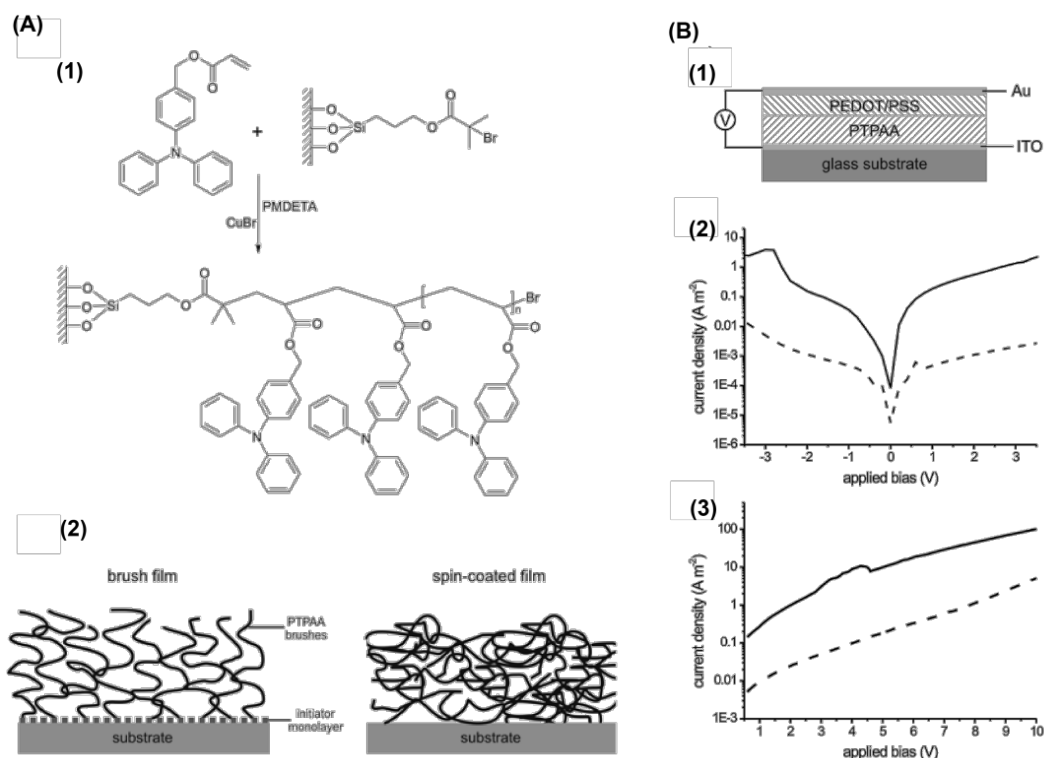 (A)
(1)
O
O
N
+
O
O
O
Si
O
O
Br
PMDETA
CuBr
O
O
O
Si
O
O
Br
n
O
O
O
O
O
O
N
N
N
(2)
brush film
spin-coated film
PTPAA
brushes
initiator
monolayer
substrate
substrate
(B)
(1)
Au
PEDOT/PSS
V
PTPAA
ITO
glass substrate
(2)
current density (A m⁻²)
10
1
0.1
0.01
1E-3
1E-4
1E-5
1E-6
-3 -2 -1 0 1 2 3
applied bias (V)
(3)
current density (A m⁻²)
100
10
1
0.1
0.01
1E-3
1 2 3 4 5 6 7 8 9 10
applied bias (V)